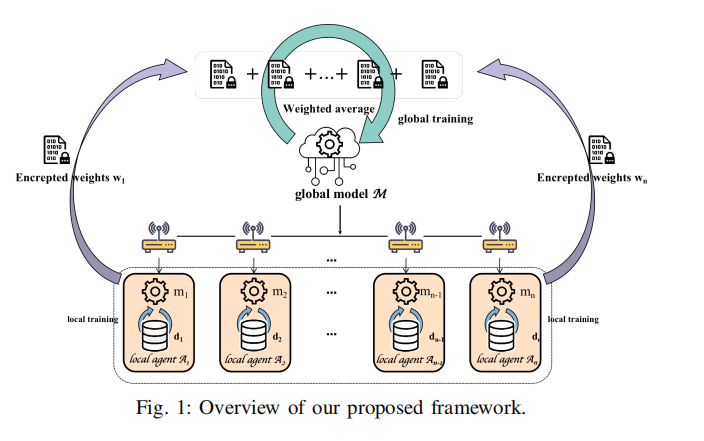 010 01010 1010 010 + 010 01010 1010 010 +...+ 010 01010 1010 010 + 010 01010 1010 010
Weighted average
global training
010 01010 1010 010
010 01010 1010 010
Encrepted weights w₁
Encrepted weights wₙ
global model ℳ
...
m₁
m₂
...
mₙ₋₁
mₙ
local training
local training
d₁
d₂
...
dₙ₋₁
local agent A₁
local agent A₂
local agent Aₙ₋₁
local agent Aₙ
Fig. 1: Overview of our proposed framework.